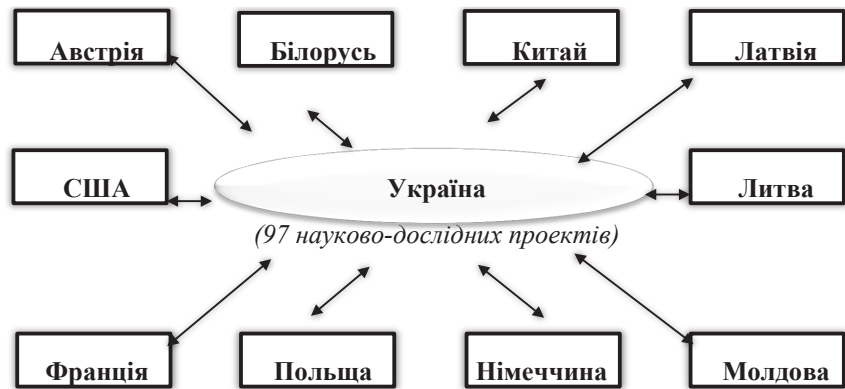 Австрія
Білорусь
Китай
Латвія
США
Україна
Литва
(97 науково-дослідних проектів)
Франція
Польща
Німеччина
Молдова